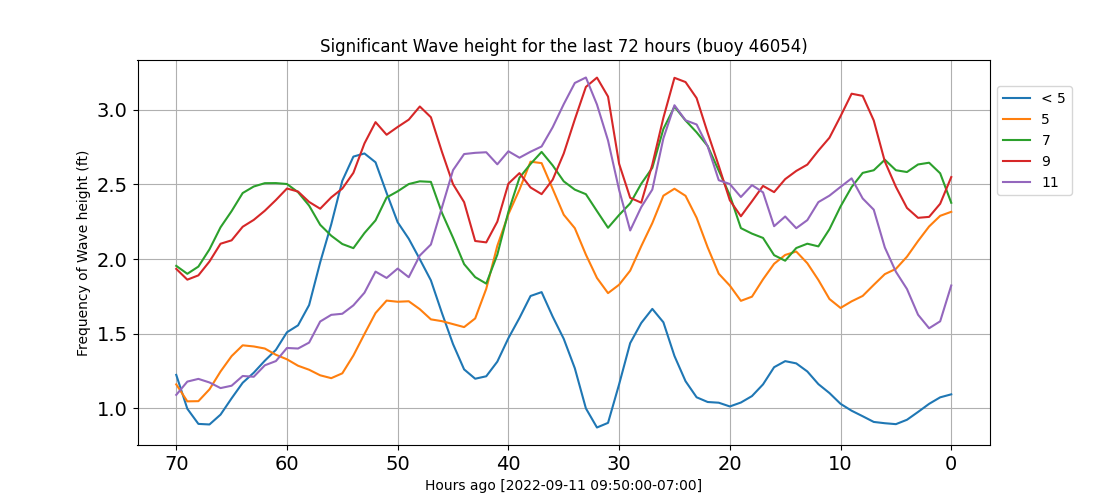 Significant Wave height for the last 72 hours (buoy 46054)
Frequency of Wave height (ft)
3.0
2.5
2.0
1.5
1.0
70 60 50 40 30 20 10 0
Hours ago [2022-09-11 09:50:00-07:00]
< 5
5
7
9
11